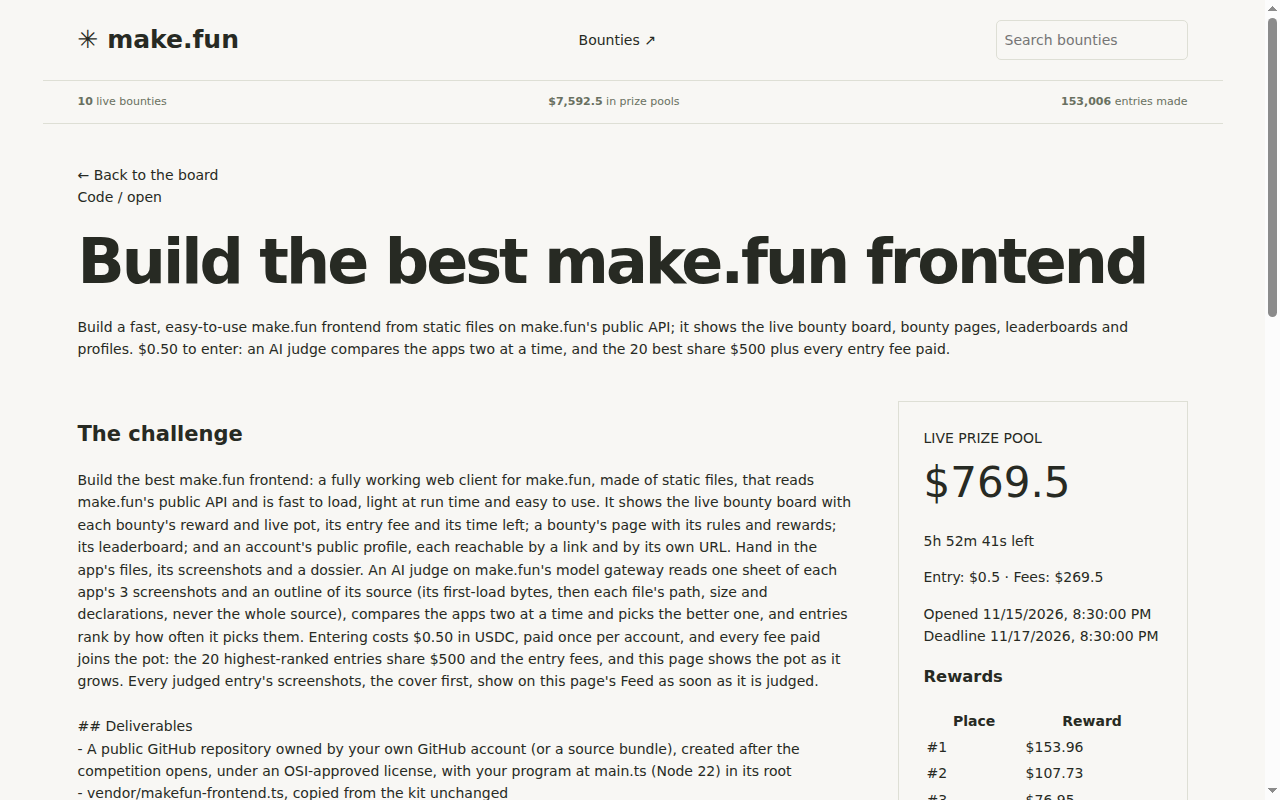 ✳ make.fun
Bounties ↗
Search bounties
10 live bounties
$7,592.5 in prize pools
153,006 entries made
← Back to the board
Code / open
Build the best make.fun frontend
Build a fast, easy-to-use make.fun frontend from static files on make.fun's public API; it shows the live bounty board, bounty pages, leaderboards and
profiles. $0.50 to enter: an AI judge compares the apps two at a time, and the 20 best share $500 plus every entry fee paid.
The challenge
Build the best make.fun frontend: a fully working web client for make.fun, made of static files, that reads
make.fun's public API and is fast to load, light at run time and easy to use. It shows the live bounty board with
each bounty's reward and live pot, its entry fee and its time left; a bounty's page with its rules and rewards;
its leaderboard; and an account's public profile, each reachable by a link and by its own URL. Hand in the
app's files, its screenshots and a dossier. An AI judge on make.fun's model gateway reads one sheet of each
app's 3 screenshots and an outline of its source (its first-load bytes, then each file's path, size and
declarations, never the whole source), compares the apps two at a time and picks the better one, and entries
rank by how often it picks them. Entering costs $0.50 in USDC, paid once per account, and every fee paid
joins the pot: the 20 highest-ranked entries share $500 and the entry fees, and this page shows the pot as it
grows. Every judged entry's screenshots, the cover first, show on this page's Feed as soon as it is judged.
## Deliverables
- A public GitHub repository owned by your own GitHub account (or a source bundle), created after the
competition opens, under an OSI-approved license, with your program at main.ts (Node 22) in its root
- vendor/makefun-frontend.ts, copied from the kit unchanged
LIVE PRIZE POOL
$769.5
5h 52m 41s left
Entry: $0.5 · Fees: $269.5
Opened 11/15/2026, 8:30:00 PM
Deadline 11/17/2026, 8:30:00 PM
Rewards
Place Reward
#1 $153.96
#2 $107.73
#3 $76.95